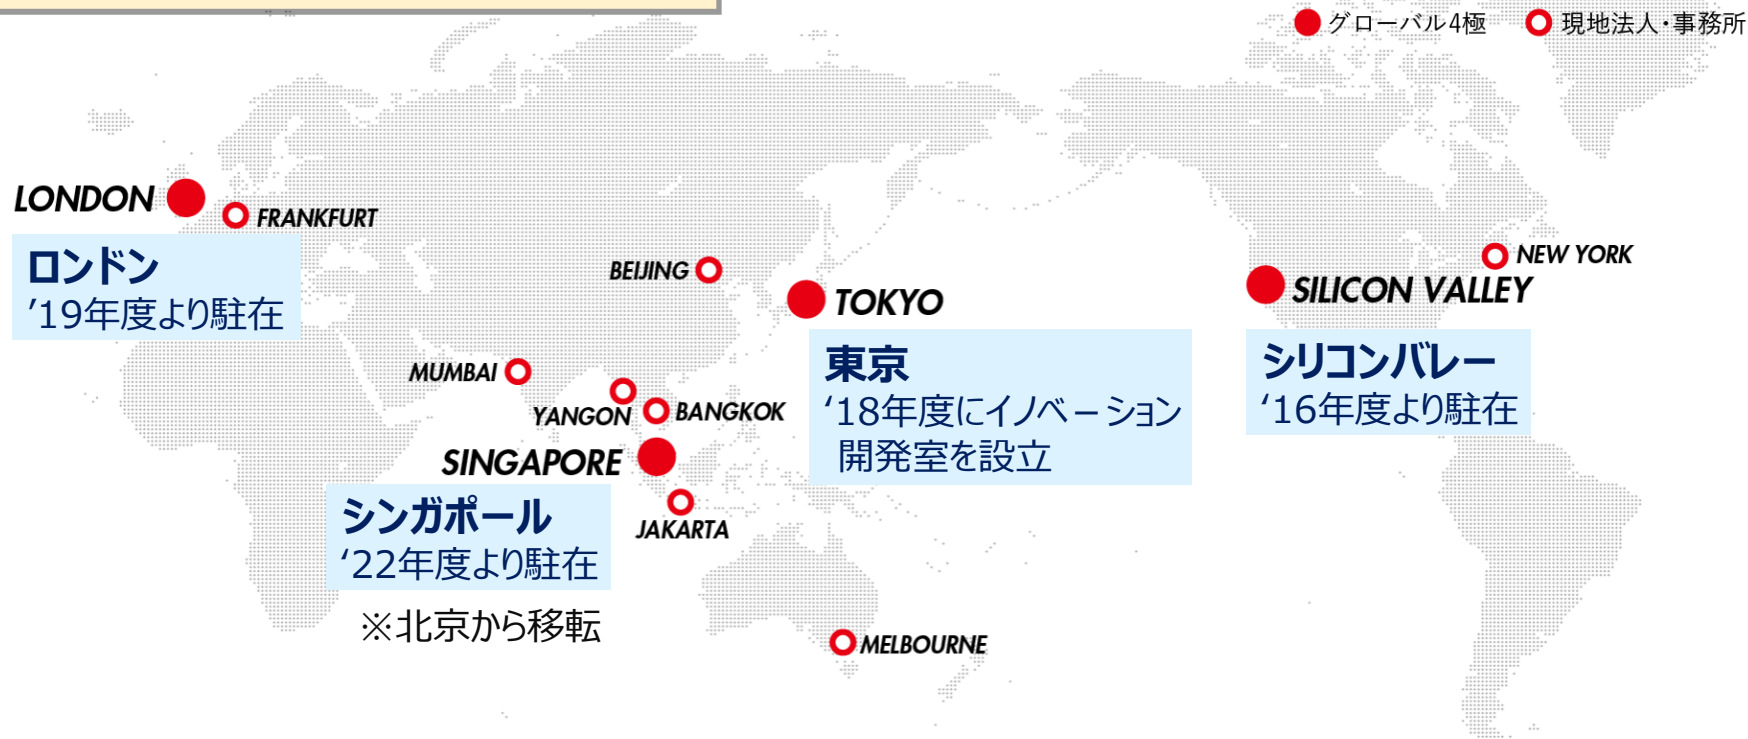 グローバル4極 現地法人・事務所
LONDON
FRANKFURT
ロンドン
’19年度より駐在
BEIJING
TOKYO
東京
‘18年度にイノベーション
開発室を設立
NEW YORK
SILICON VALLEY
シリコンバレー
‘16年度より駐在
MUMBAI
YANGON
BANGKOK
SINGAPORE
シンガポール
‘22年度より駐在
※北京から移転
JAKARTA
MELBOURNE